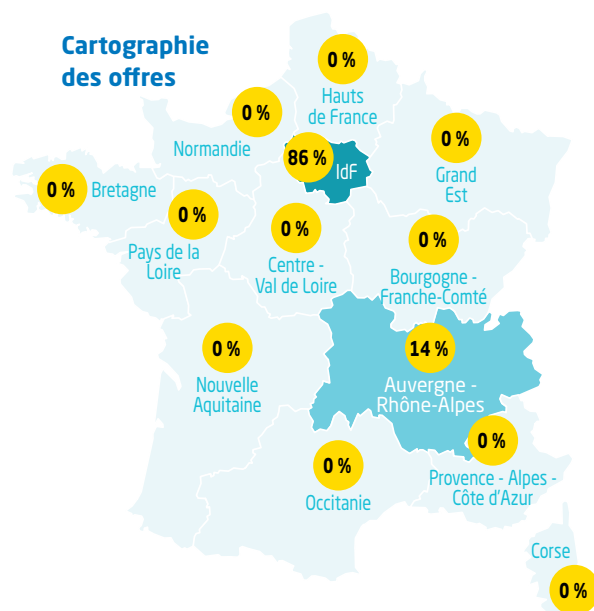 Cartographie
des offres
0 %
Hauts
de France
0 %
Normandie
0 %
Grand
Est
86 %
IdF
0 %
Bretagne
0 %
Pays de la
Loire
0 %
Centre -
Val de Loire
0 %
Bourgogne -
Franche-Comté
0 %
Nouvelle
Aquitaine
14 %
Auvergne -
Rhône-Alpes
0 %
Provence - Alpes -
Côte d'Azur
0 %
Occitanie
Corse
0 %